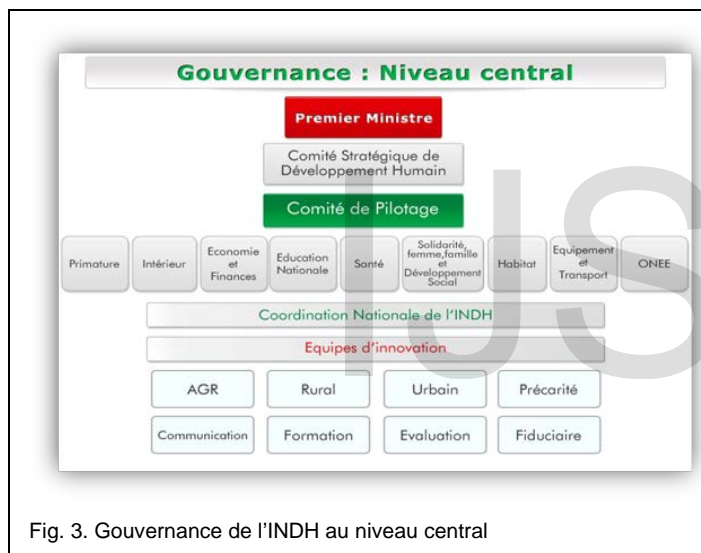 Gouvernance : Niveau central
Premier Ministre
Comité Stratégique de
Développement Humain
Comité de Pilotage
Primature
Intérieur
Economie
et
Finances
Education
Nationale
Santé
Solidarité,
femme,famille
et
Développement
Social
Habitat
Equipement
et
Transport
ONEE
Coordination Nationale de l'INDH
Equipes d'innovation
AGR
Rural
Urbain
Précarité
Communication
Formation
Evaluation
Fiduciaire
IJS
Fig. 3. Gouvernance de l'INDH au niveau central